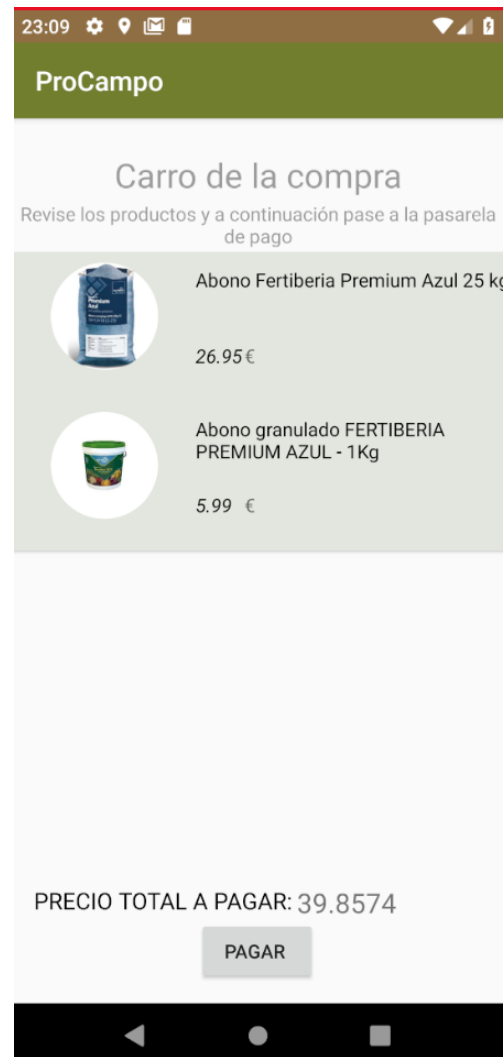 23:09
ProCampo
Carro de la compra
Revise los productos y a continuación pase a la pasarela
de pago
Premium
Azul
Abono Fertiberia Premium Azul 25 kg
26.95 €
Abono granulado FERTIBERIA
PREMIUM AZUL - 1Kg
5.99 €
PRECIO TOTAL A PAGAR: 39.8574
PAGAR